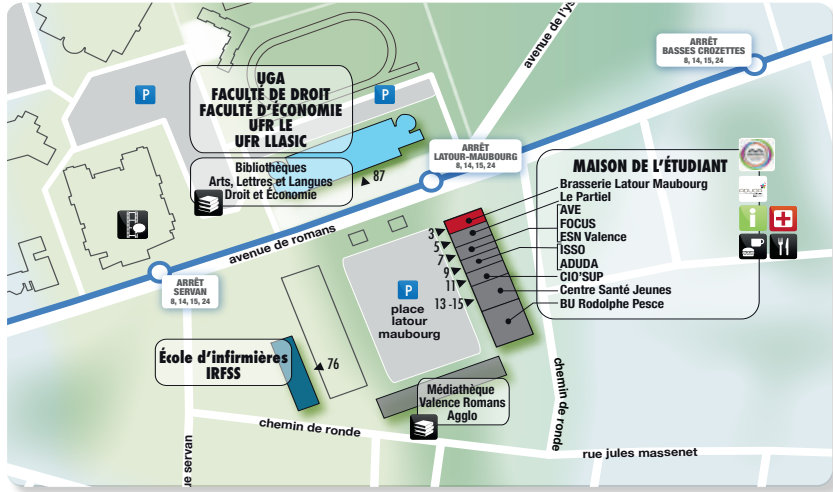 avenue de l'ys
ARRÊT
BASSES CROZETTES
8, 14, 15, 24
P
P
UGA
FACULTÉ DE DROIT
FACULTÉ D'ÉCONOMIE
UFR LE
UFR LLASIC
Bibliothèques
Arts, Lettres et Langues
Droit et Économie
87
ARRÊT
LATOUR-MAUBOURG
8, 14, 15, 24
MAISON DE L'ÉTUDIANT
Brasserie Latour Maubourg
Le Partiel
AVE
FOCUS
ESN Valence
ISSO
ADUDA
CIO'SUP
Centre Santé Jeunes
BU Rodolphe Pesce
i
avenue de romans
3
5
7
9
11
13 -15
ARRÊT
SERVAN
8, 14, 15, 24
P
place
latour
maubourg
École d'infirmières
IRFSS
76
Médiathèque
Valence Romans
Agglo
chemin de ronde
chemin de ronde
rue jules massenet
ue servan